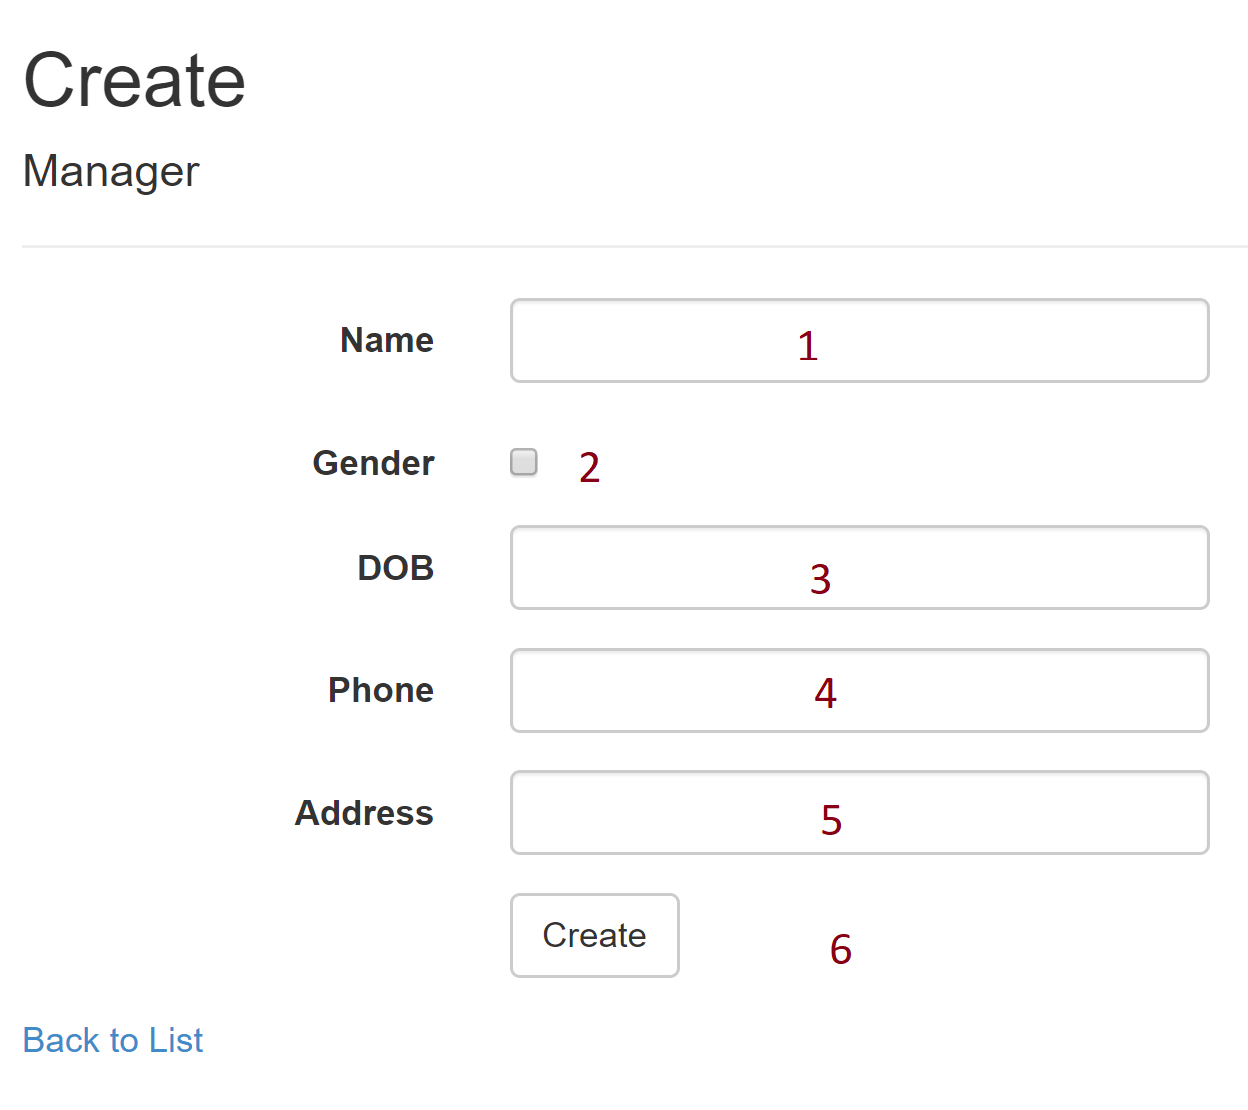 Create
Manager
Name 1
Gender 2
DOB 3
Phone 4
Address 5
Create 6
Back to List